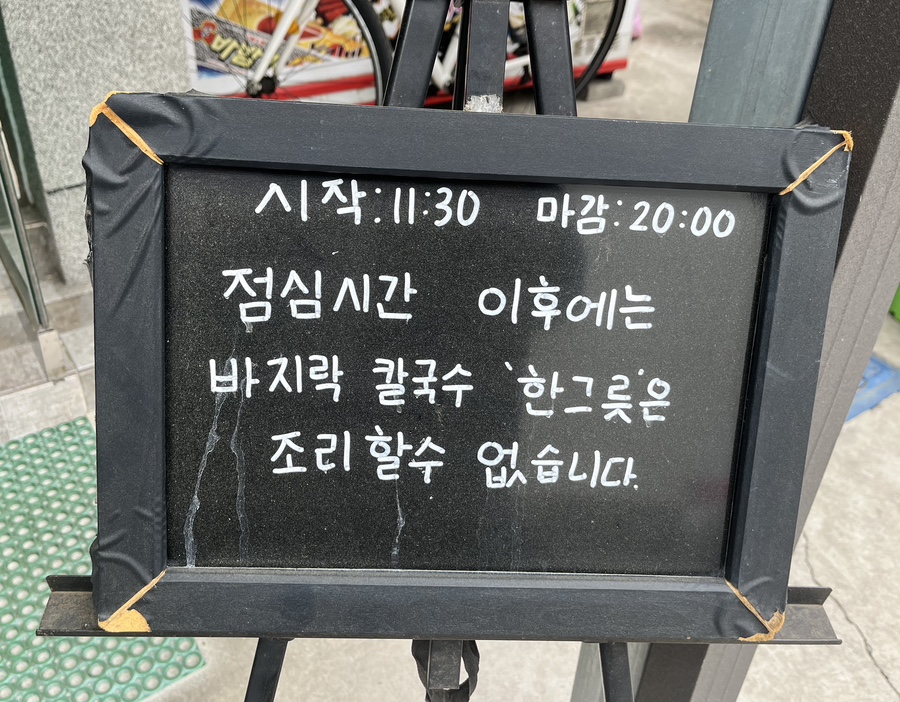 시작:11:30 마감:20:00
점심시간 이후에는
바지락 칼국수 '한그릇'은
조리할수 없습니다.